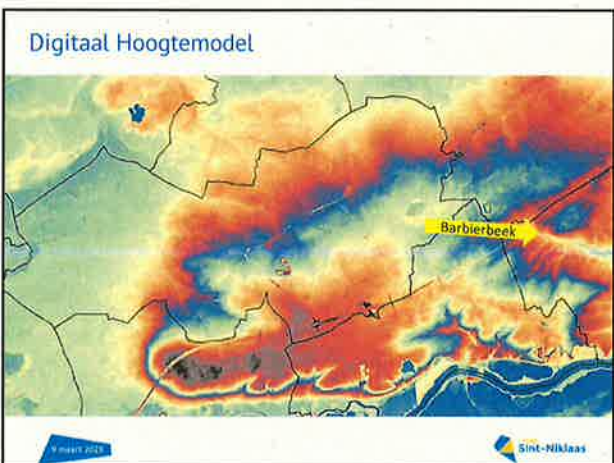 Digitaal Hoogtemodel
Barbierbeek
9 maart 2023
Sint-Niklaas